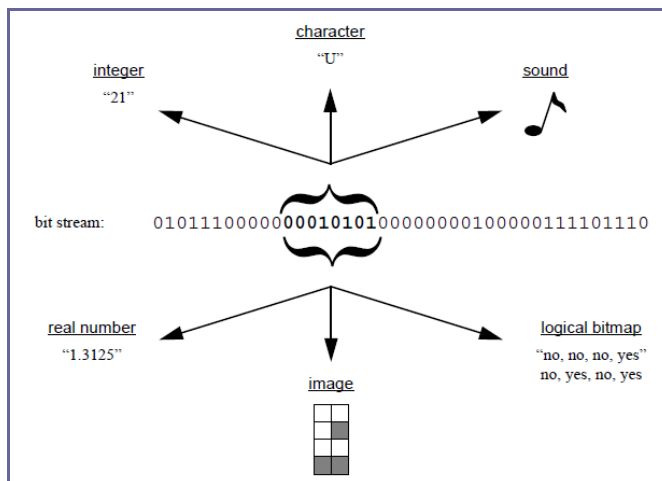 character
“U”
integer
“21”
sound
bit stream: 0101110000000010101000000000100000111101110
real number
“1.3125”
logical bitmap
“no, no, no, yes”
no, yes, no, yes
image